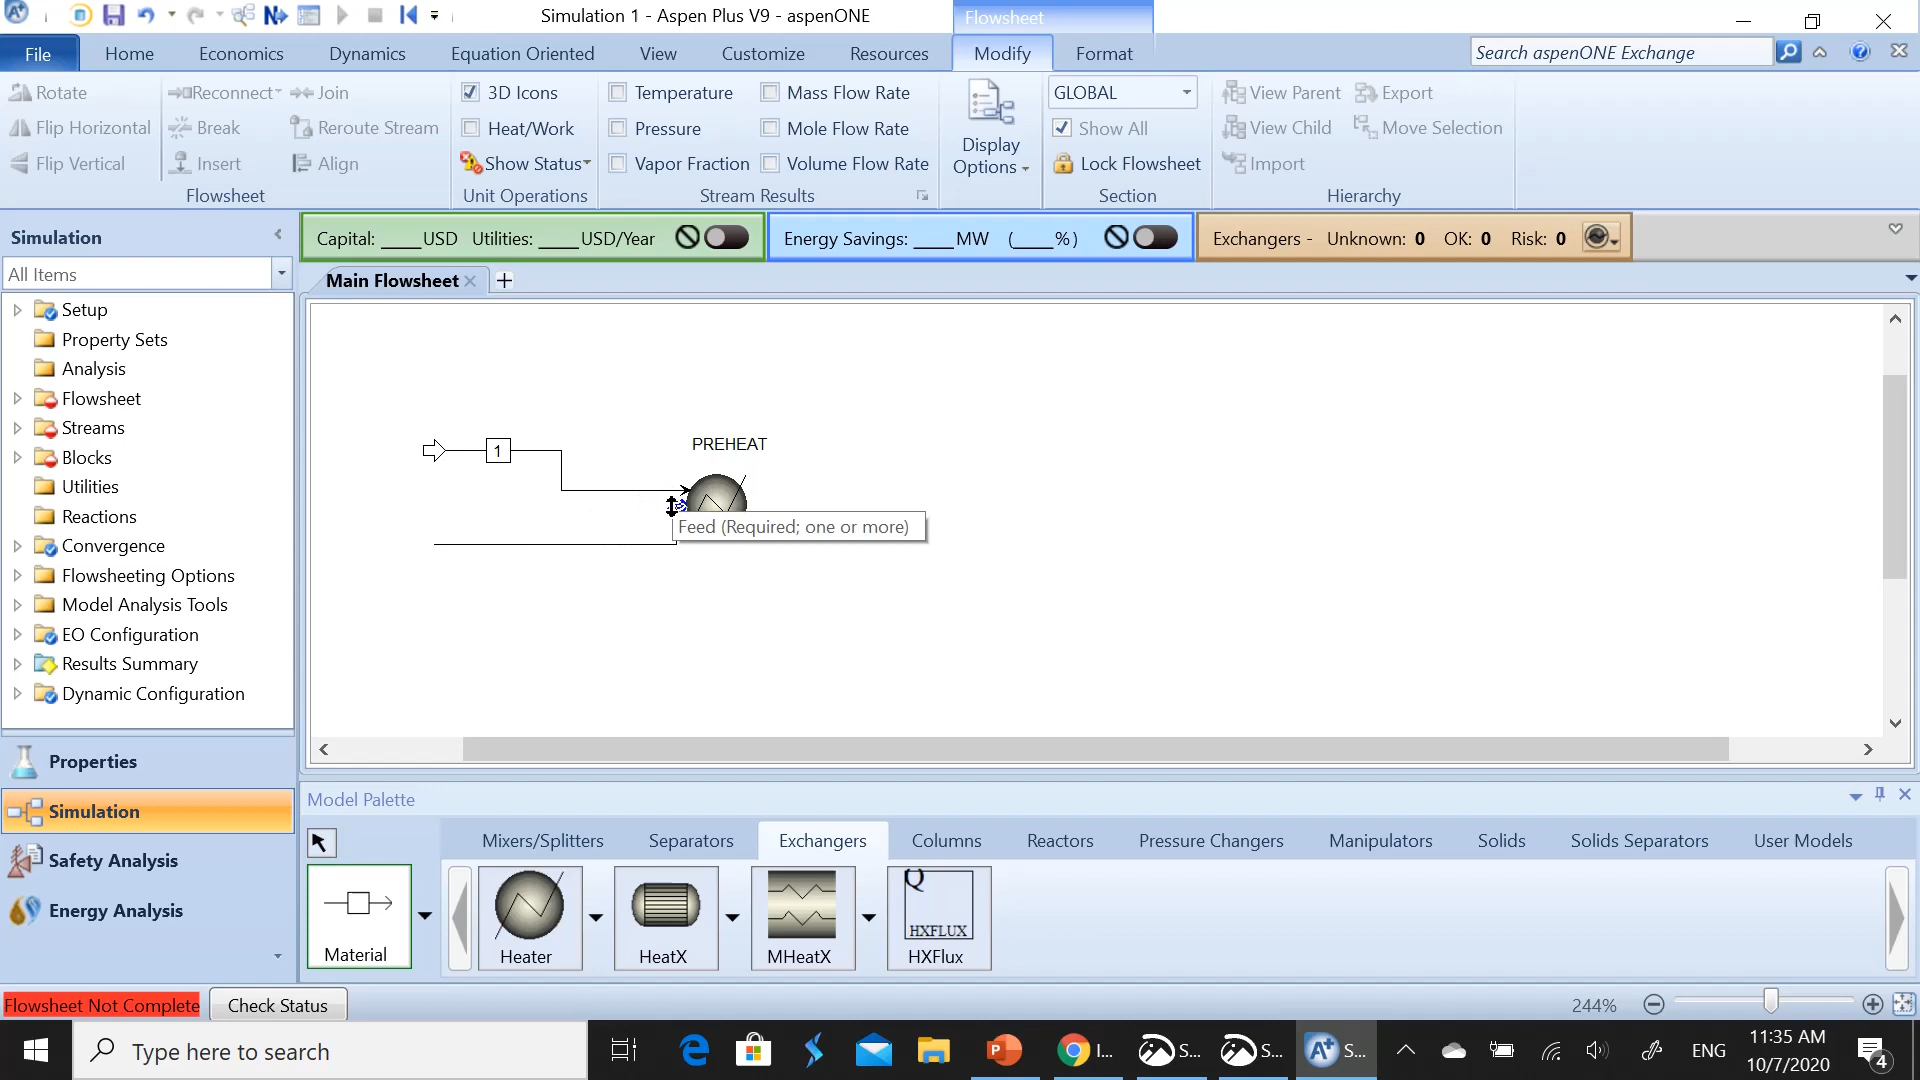 Simulation 1 - Aspen Plus V9 - aspenONE
Flowsheet
File
Home
Economics
Dynamics
Equation Oriented
View
Customize
Resources
Modify
Format
Search aspenONE Exchange
Rotate
Flip Horizontal
Flip Vertical
Reconnect
Break
Insert
Join
Reroute Stream
Align
Flowsheet
3D Icons
Heat/Work
Show Status
Unit Operations
Temperature
Pressure
Vapor Fraction
Mass Flow Rate
Mole Flow Rate
Volume Flow Rate
Stream Results
Display
Options
GLOBAL
Show All
Lock Flowsheet
Section
View Parent
View Child
Import
Export
Move Selection
Hierarchy
Simulation
All Items
Capital: ____USD Utilities: ____USD/Year
Energy Savings: ____MW (____%)
Exchangers - Unknown: 0 OK: 0 Risk: 0
Main Flowsheet
Setup
Property Sets
Analysis
Flowsheet
Streams
Blocks
Utilities
Reactions
Convergence
Flowsheeting Options
Model Analysis Tools
EO Configuration
Results Summary
Dynamic Configuration
Properties
Simulation
Safety Analysis
Energy Analysis
1
PREHEAT
Feed (Required; one or more)
Model Palette
Mixers/Splitters
Separators
Exchangers
Columns
Reactors
Pressure Changers
Manipulators
Solids
Solids Separators
User Models
Material
Heater
HeatX
MHeatX
Q
HXFLUX
HXFlux
Flowsheet Not Complete
Check Status
244%
Type here to search
I...
S...
S...
S...
ENG
11:35 AM
10/7/2020
4